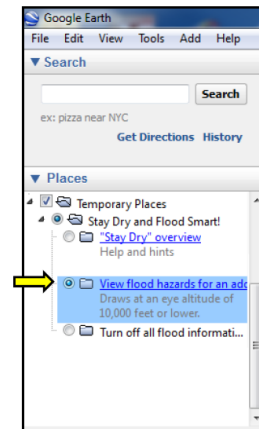 Google Earth
File Edit View Tools Add Help
Search
Search
ex: pizza near NYC
Get Directions History
Places
Temporary Places
Stay Dry and Flood Smart!
"Stay Dry" overview
Help and hints
View flood hazards for an add
Draws at an eye altitude of
10,000 feet or lower.
Turn off all flood informati...